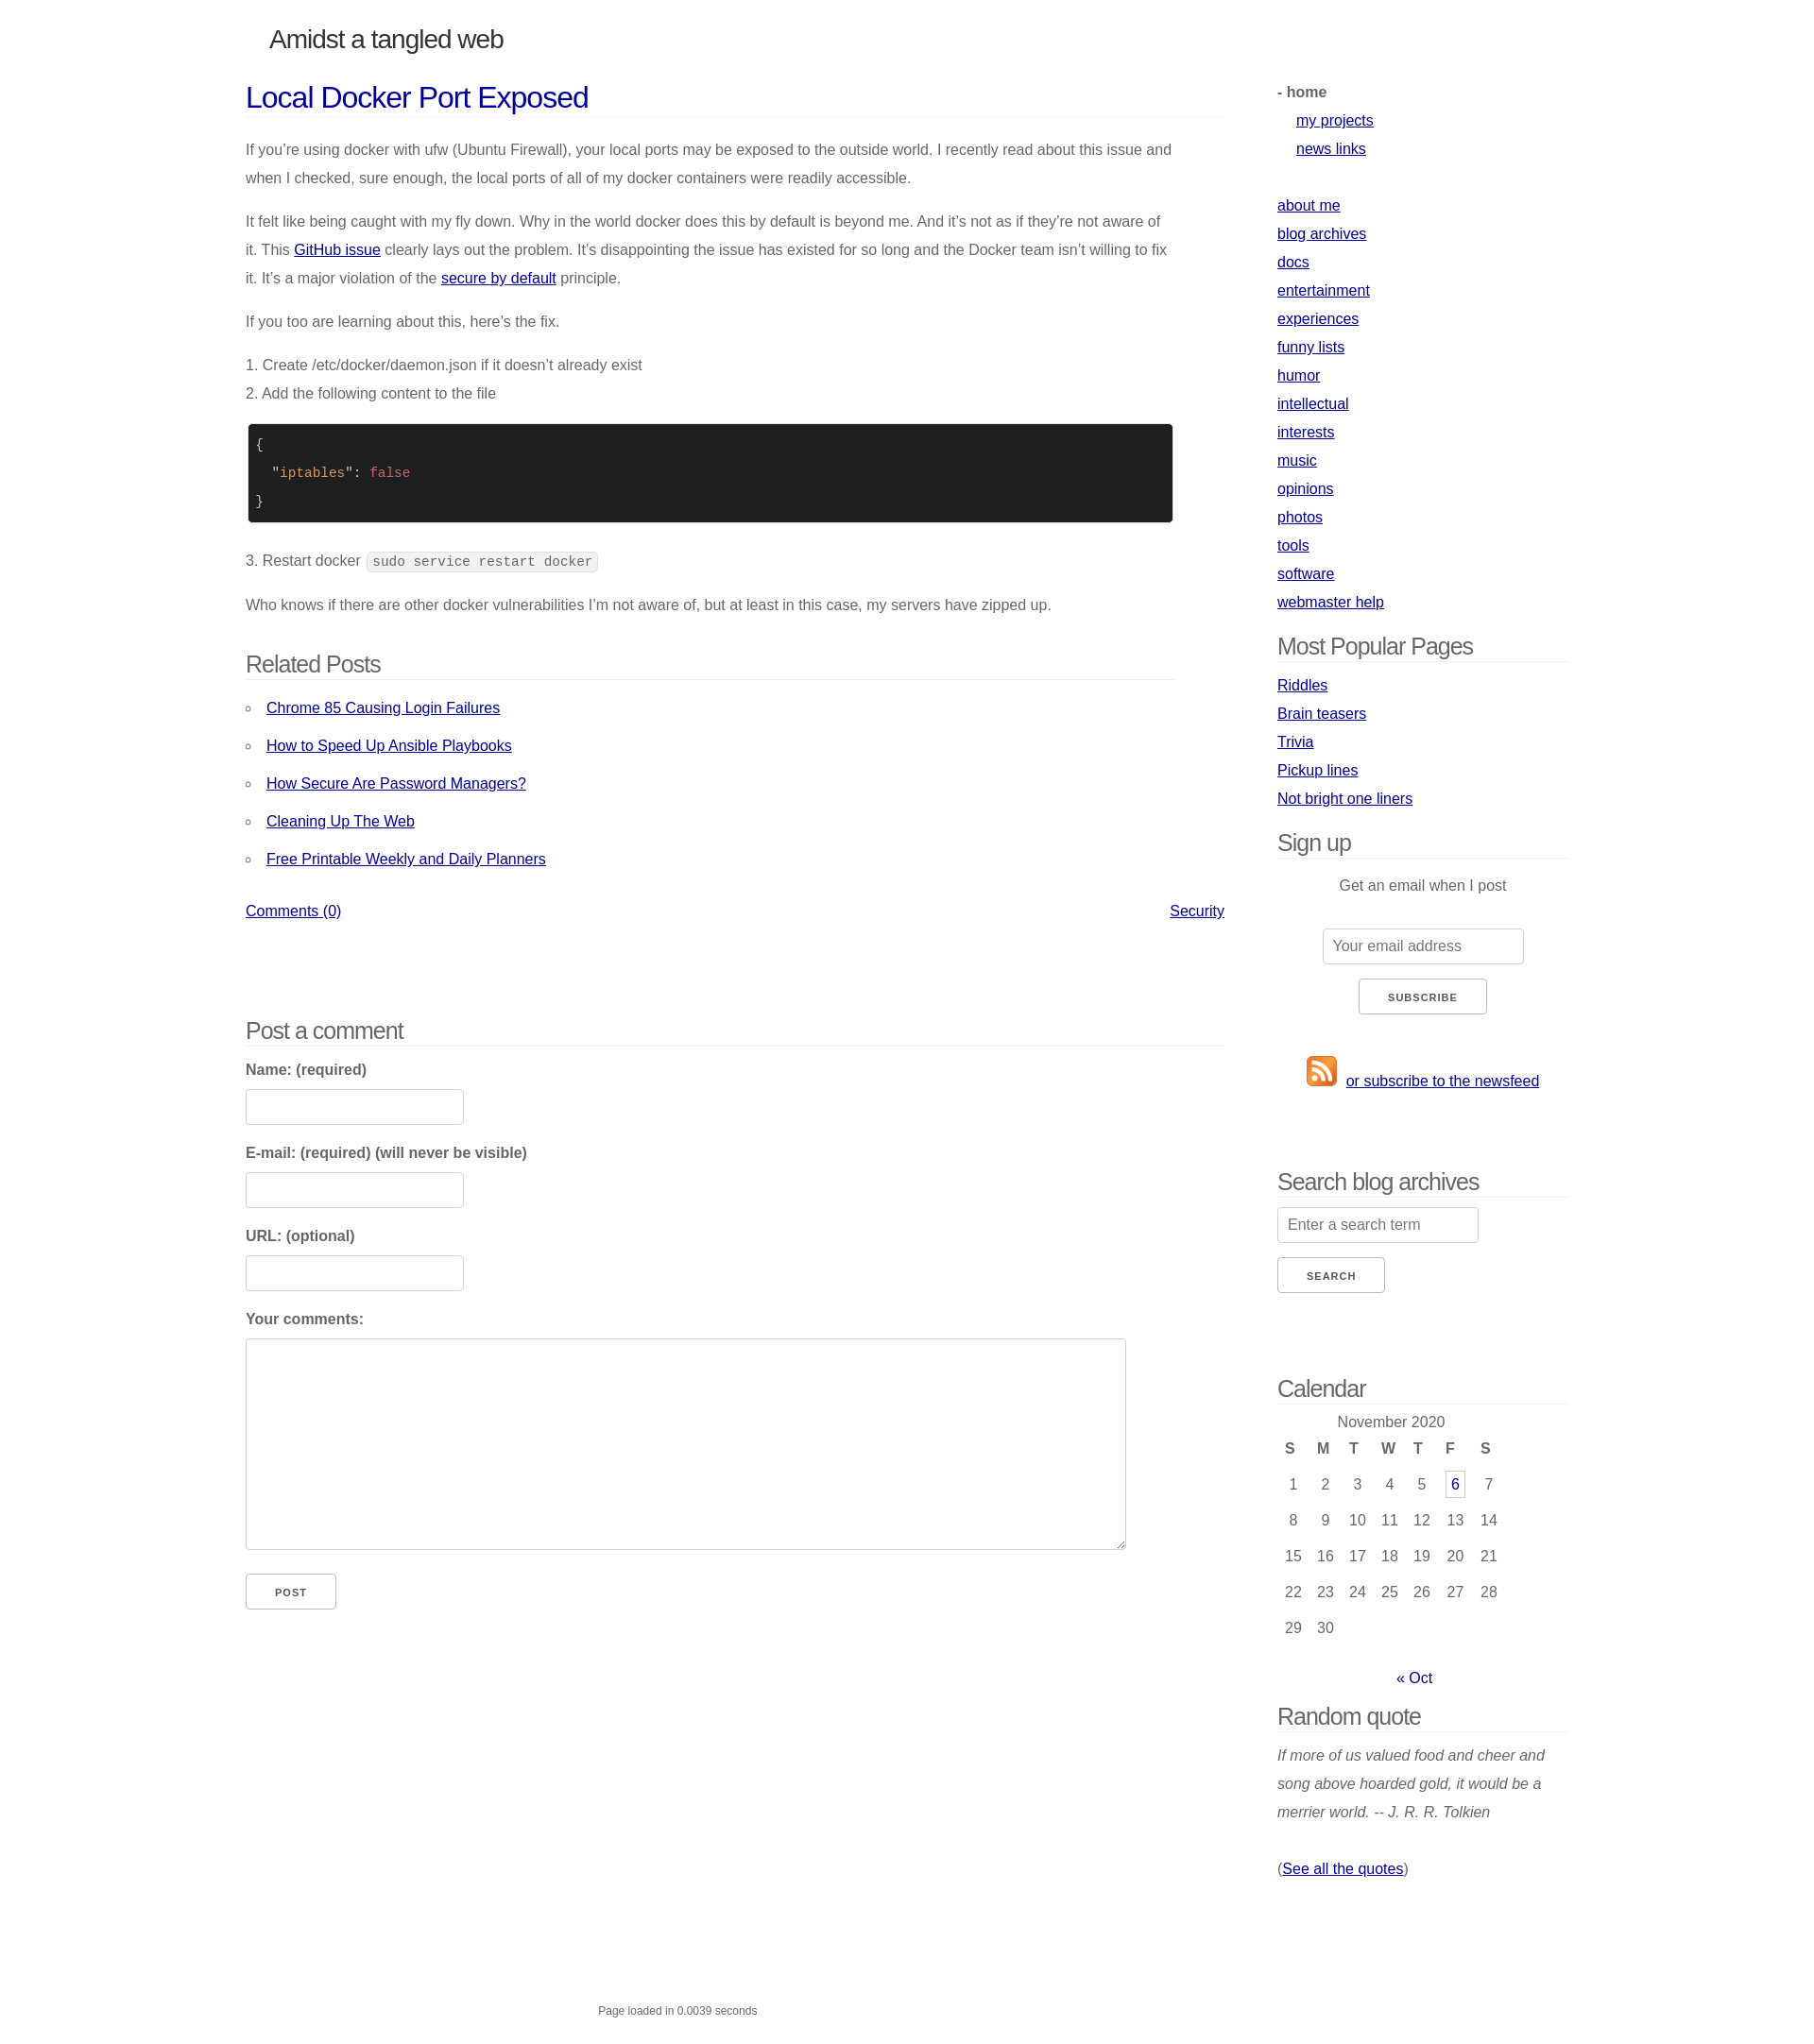 Amidst a tangled web
Local Docker Port Exposed
If you’re using docker with ufw (Ubuntu Firewall), your local ports may be exposed to the outside world. I recently read about this issue and
when I checked, sure enough, the local ports of all of my docker containers were readily accessible.
It felt like being caught with my fly down. Why in the world docker does this by default is beyond me. And it’s not as if they’re not aware of
it. This GitHub issue clearly lays out the problem. It’s disappointing the issue has existed for so long and the Docker team isn’t willing to fix
it. It’s a major violation of the secure by default principle.
If you too are learning about this, here’s the fix.
1. Create /etc/docker/daemon.json if it doesn’t already exist
2. Add the following content to the file
{
"iptables": false
}
3. Restart docker sudo service restart docker
Who knows if there are other docker vulnerabilities I’m not aware of, but at least in this case, my servers have zipped up.
Related Posts
Chrome 85 Causing Login Failures
How to Speed Up Ansible Playbooks
How Secure Are Password Managers?
Cleaning Up The Web
Free Printable Weekly and Daily Planners
Comments (0) Security
Post a comment
Name: (required)
E-mail: (required) (will never be visible)
URL: (optional)
Your comments:
POST
- home
my projects
news links
about me
blog archives
docs
entertainment
experiences
funny lists
humor
intellectual
interests
music
opinions
photos
tools
software
webmaster help
Most Popular Pages
Riddles
Brain teasers
Trivia
Pickup lines
Not bright one liners
Sign up
Get an email when I post
Your email address
SUBSCRIBE
or subscribe to the newsfeed
Search blog archives
Enter a search term
SEARCH
Calendar
November 2020
S M T W T F S
1 2 3 4 5 6 7
8 9 10 11 12 13 14
15 16 17 18 19 20 21
22 23 24 25 26 27 28
29 30
« Oct
Random quote
If more of us valued food and cheer and
song above hoarded gold, it would be a
merrier world. -- J. R. R. Tolkien
(See all the quotes)
Page loaded in 0.0039 seconds